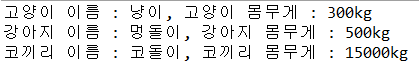 고양이 이름 : 냥이, 고양이 몸무게 : 300kg
강아지 이름 : 멍돌이, 강아지 몸무게 : 500kg
코끼리 이름 : 코돌이, 코끼리 몸무게 : 15000kg